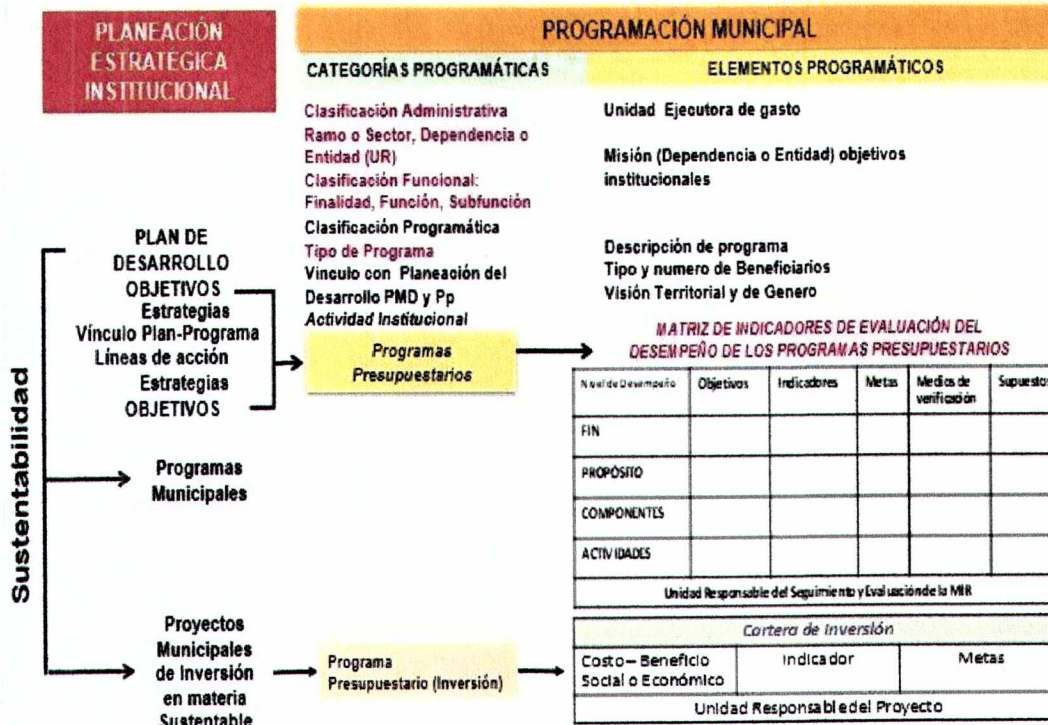 PLANEACIÓN
ESTRATEGICA
INSTITUCIONAL
PROGRAMACIÓN MUNICIPAL
CATEGORÍAS PROGRAMÁTICAS
ELEMENTOS PROGRAMÁTICOS
Clasificación Administrativa
Ramo o Sector, Dependencia o
Entidad (UR)
Clasificación Funcional:
Finalidad, Función, Subfunción
Clasificación Programática
Tipo de Programa
Vinculo con Planeación del
Desarrollo PMD y Pp
Actividad Institucional
Unidad Ejecutora de gasto
Misión (Dependencia o Entidad) objetivos
institucionales
Descripción de programa
Tipo y numero de Beneficiarios
Visión Territorial y de Genero
Sustentabilidad
PLAN DE
DESARROLLO
OBJETIVOS
Estrategias
Vínculo Plan-Programa
Líneas de acción
Estrategias
OBJETIVOS
Programas
Presupuestarios
MATRIZ DE INDICADORES DE EVALUACIÓN DEL
DESEMPEÑO DE LOS PROGRAMAS PRESUPUESTARIOS
Nivel de Desempeño Objetivos Indicadores Metas Medios de verificación Supuestos
FIN
PROPÓSITO
COMPONENTES
ACTIVIDADES
Unidad Responsable del Seguimiento y Evaluación de la MIR
Programas
Municipales
Proyectos
Municipales
de Inversión
en materia
Sustentable
Programa
Presupuestario (Inversión)
Cartera de Inversión
Costo – Beneficio
Social o Económico
Indicador
Metas
Unidad Responsable del Proyecto